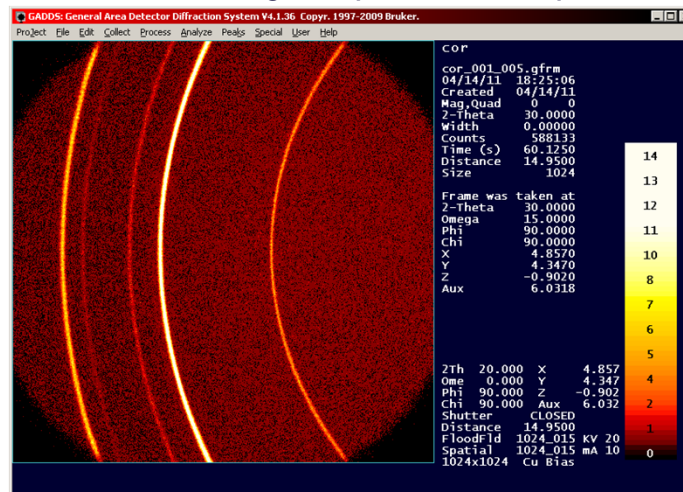 GADDS: General Area Detector Diffraction System V4.1.36 Copyr. 1997-2009 Bruker.
Project File Edit Collect Process Analyze Peaks Special User Help
cor
cor_001_005.gfrm
04/14/11 18:25:06
Created 04/14/11
Mag,Quad 0 0
2-Theta 30.0000
Width 0.00000
Counts 588133
Time (s) 60.1250
Distance 14.9500
Size 1024
Frame was taken at
2-Theta 30.0000
Omega 15.0000
Phi 90.0000
Chi 90.0000
X 4.8570
Y 4.3470
Z -0.9020
Aux 6.0318
2Th 20.000 X 4.857
Ome 0.000 Y 4.347
Phi 90.000 Z -0.902
Chi 90.000 Aux 6.032
Shutter CLOSED
Distance 14.9500
FloodFld 1024_015 KV 20
Spatial 1024_015 mA 10
1024x1024 Cu Bias
14
13
12
11
10
8
7
6
5
4
2
1
0